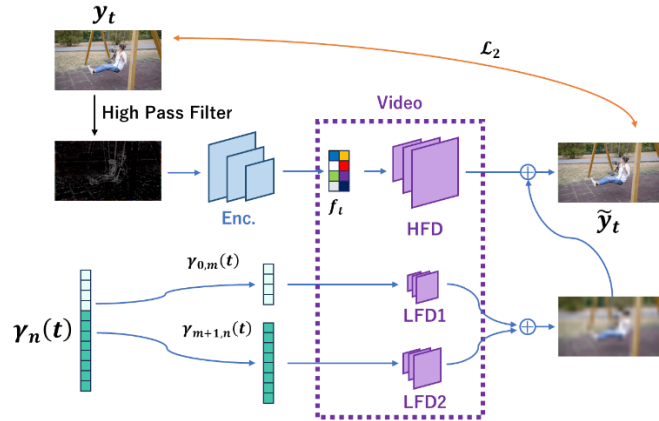 y_t
ℒ_2
High Pass Filter
Video
Enc.
f_t
HFD
ỹ_t
γ_{0,m}(t)
LFD1
γ_n(t)
γ_{m+1,n}(t)
LFD2